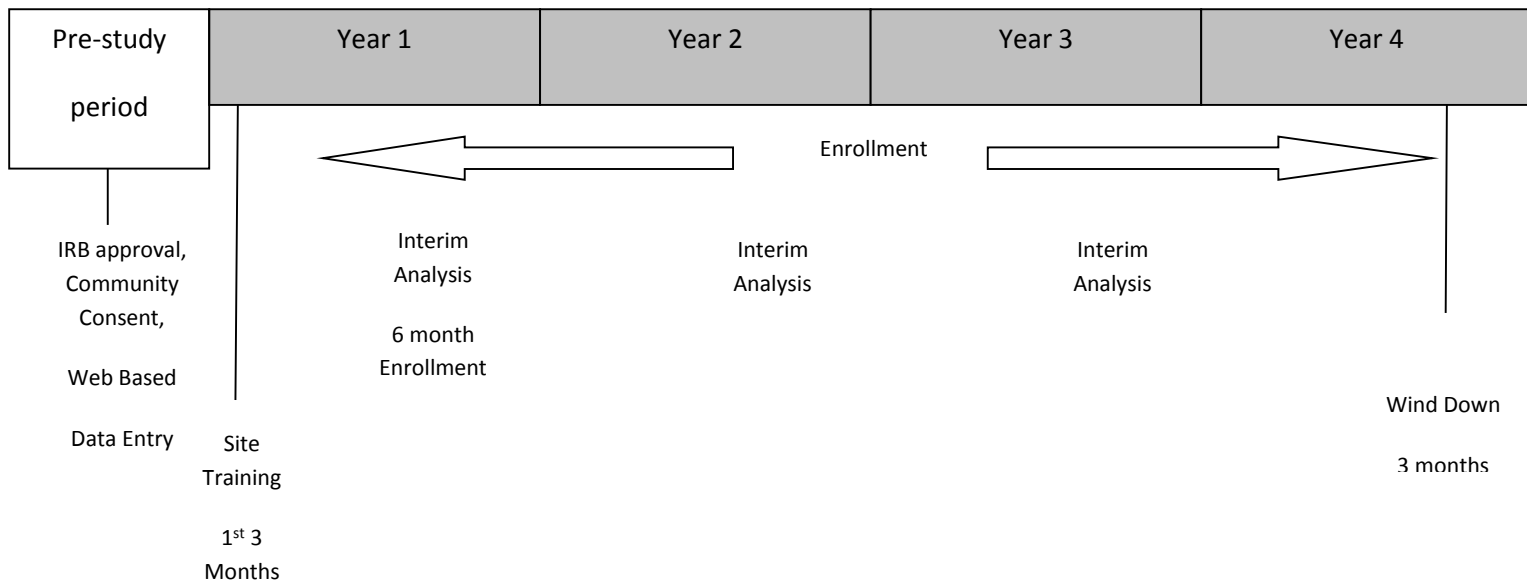 Pre-study
period
Year 1
Year 2
Year 3
Year 4
Enrollment
IRB approval,
Community
Consent,
Web Based
Data Entry
Site
Training
1st 3
Months
Interim
Analysis
6 month
Enrollment
Interim
Analysis
Interim
Analysis
Wind Down
3 months